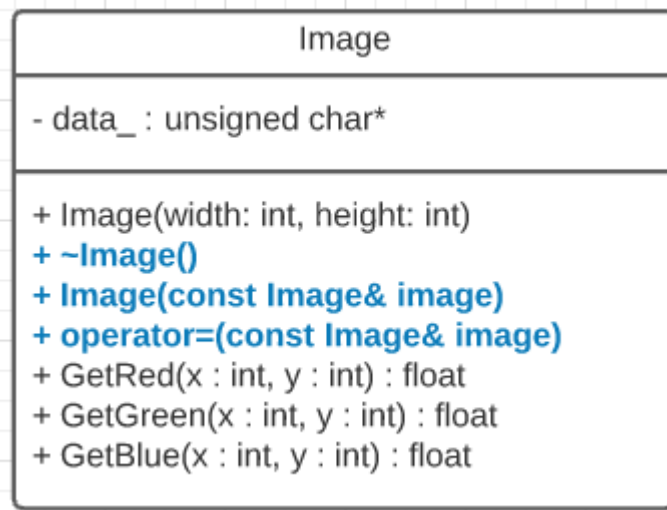 Image
- data_ : unsigned char*
+ Image(width: int, height: int)
+ ~Image()
+ Image(const Image& image)
+ operator=(const Image& image)
+ GetRed(x : int, y : int) : float
+ GetGreen(x : int, y : int) : float
+ GetBlue(x : int, y : int) : float